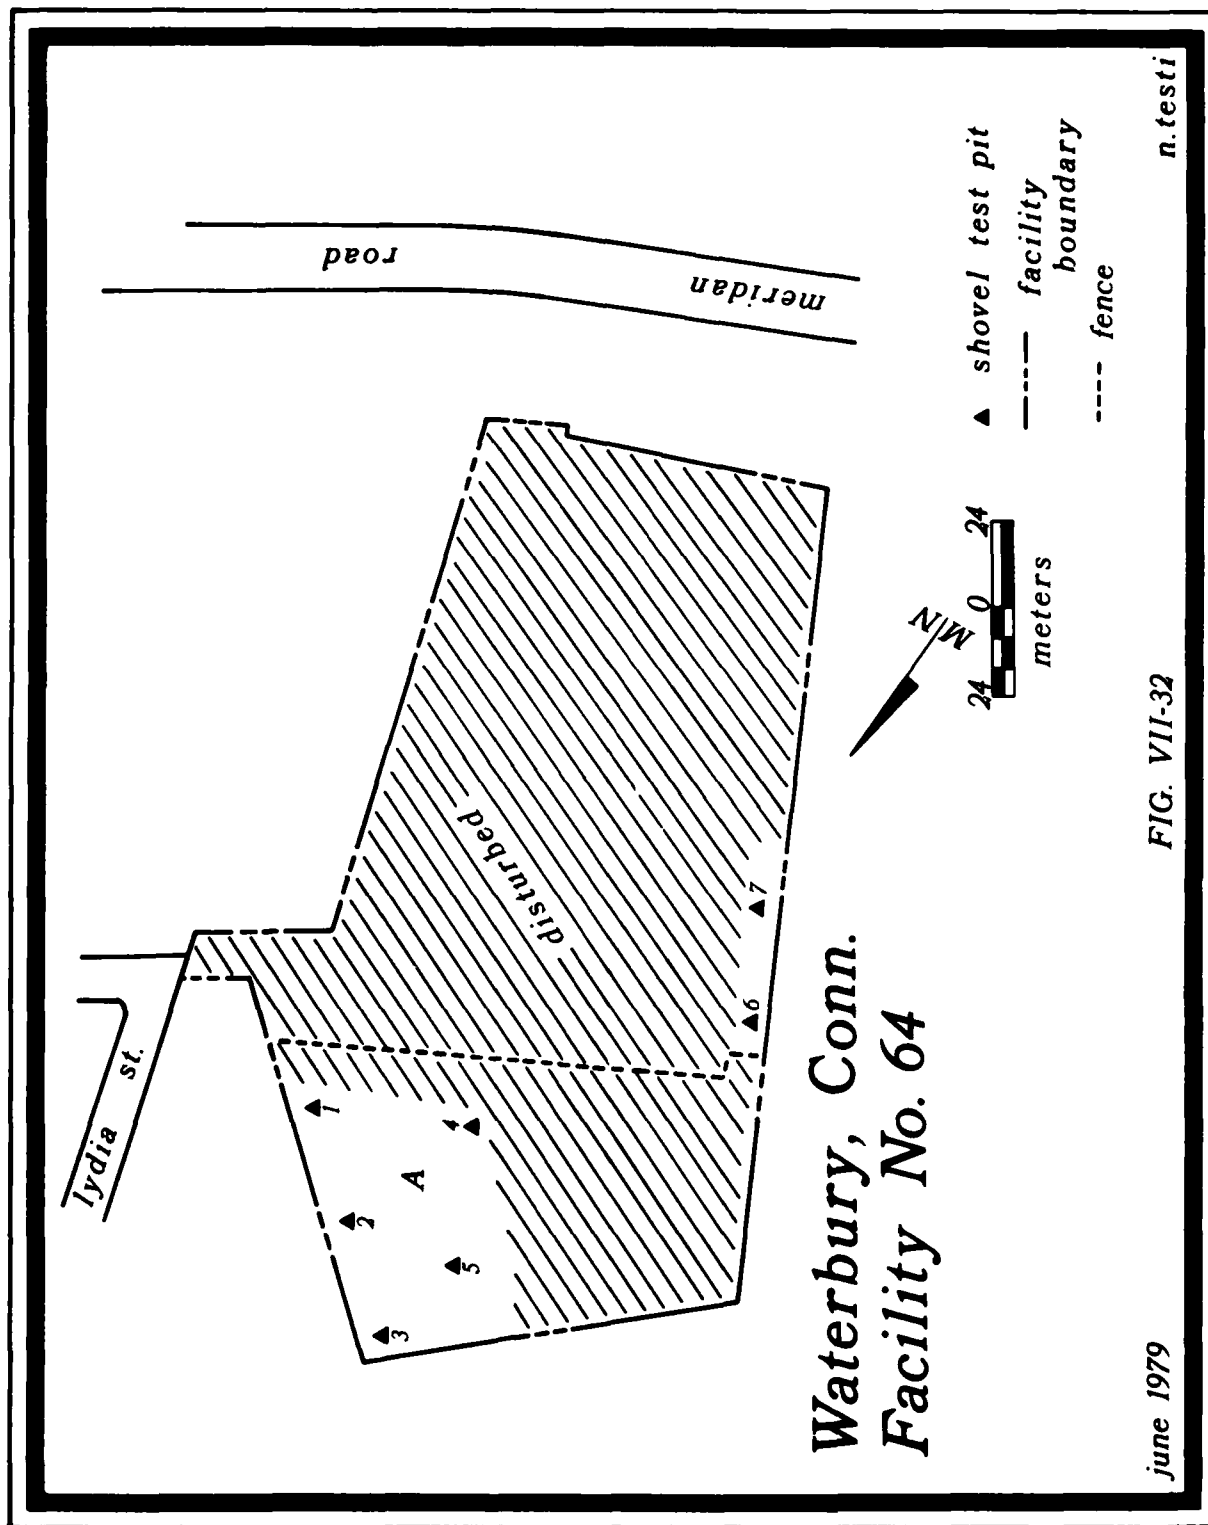 lydia st.
meridan
road
disturbed
1
2
3
4
5
6
7
A
Waterbury, Conn.
Facility No. 64
MN
24 0 24
meters
shovel test pit
facility
boundary
fence
june 1979
FIG. VII-32
n.testi